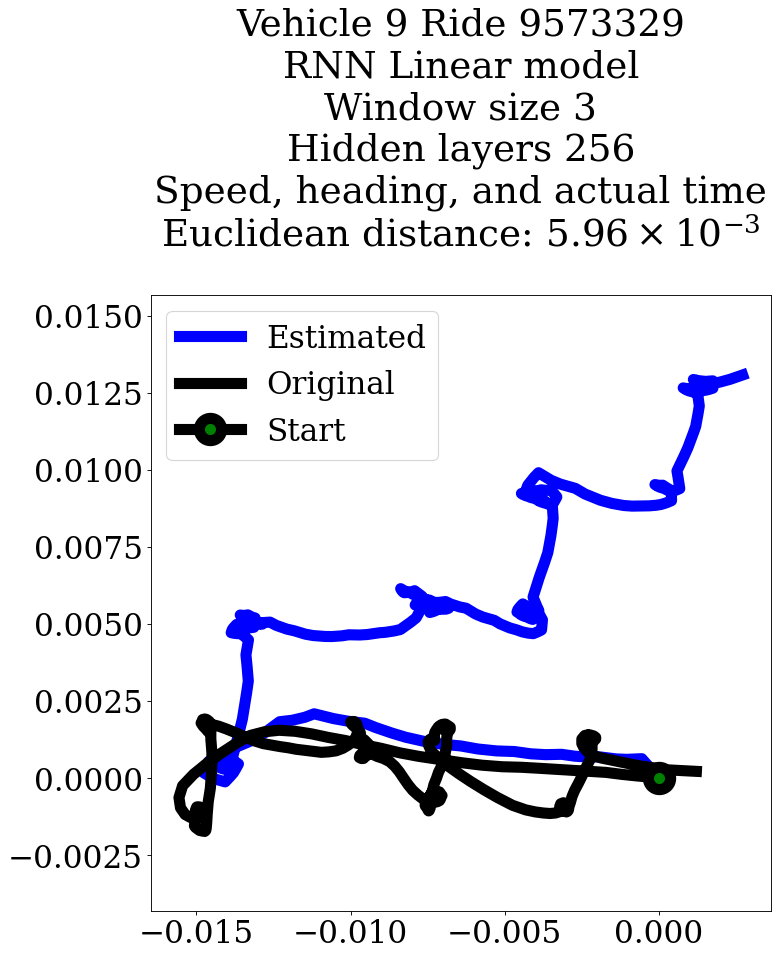 Vehicle 9 Ride 9573329
RNN Linear model
Window size 3
Hidden layers 256
Speed, heading, and actual time
Euclidean distance: 5.96 × 10⁻³
Estimated
Original
Start
0.0150
0.0125
0.0100
0.0075
0.0050
0.0025
0.0000
−0.0025
−0.015 −0.010 −0.005 0.000